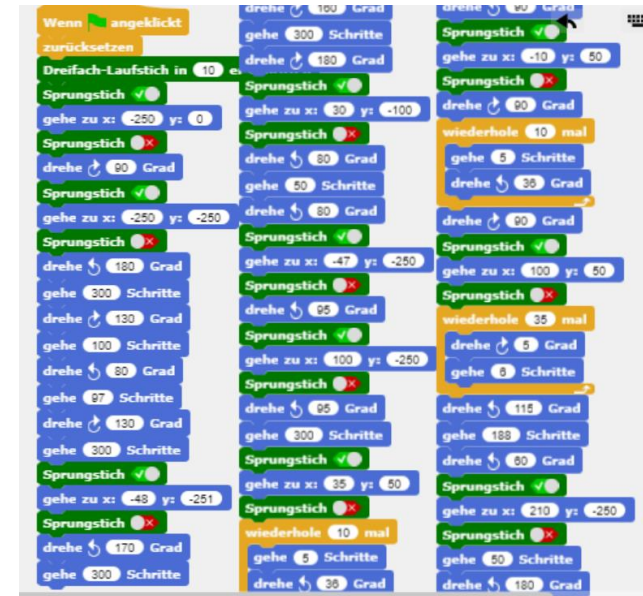 Wenn angeklickt
zurücksetzen
Dreifach-Laufstich in 10
Sprungstich
gehe zu x: -250 y: 0
Sprungstich
drehe 90 Grad
Sprungstich
gehe zu x: -250 y: -250
Sprungstich
drehe 180 Grad
gehe 300 Schritte
drehe 130 Grad
gehe 100 Schritte
drehe 80 Grad
gehe 97 Schritte
drehe 130 Grad
gehe 300 Schritte
Sprungstich
gehe zu x: -48 y: -251
Sprungstich
drehe 170 Grad
gehe 300 Schritte
drehe 160 Grad
gehe 300 Schritte
drehe 180 Grad
Sprungstich
gehe zu x: 30 y: -100
Sprungstich
drehe 80 Grad
gehe 50 Schritte
drehe 80 Grad
Sprungstich
gehe zu x: -47 y: -250
Sprungstich
drehe 95 Grad
Sprungstich
gehe zu x: 100 y: -250
Sprungstich
drehe 95 Grad
gehe 300 Schritte
Sprungstich
gehe zu x: 35 y: 50
Sprungstich
wiederhole 10 mal
gehe 5 Schritte
drehe 36 Grad
drehe 90 Grad
Sprungstich
gehe zu x: -10 y: 50
Sprungstich
drehe 90 Grad
wiederhole 10 mal
gehe 5 Schritte
drehe 36 Grad
drehe 90 Grad
Sprungstich
gehe zu x: 100 y: 50
Sprungstich
wiederhole 35 mal
drehe 5 Grad
gehe 6 Schritte
drehe 115 Grad
gehe 188 Schritte
drehe 60 Grad
Sprungstich
gehe zu x: 210 y: -250
Sprungstich
gehe 50 Schritte
drehe 180 Grad